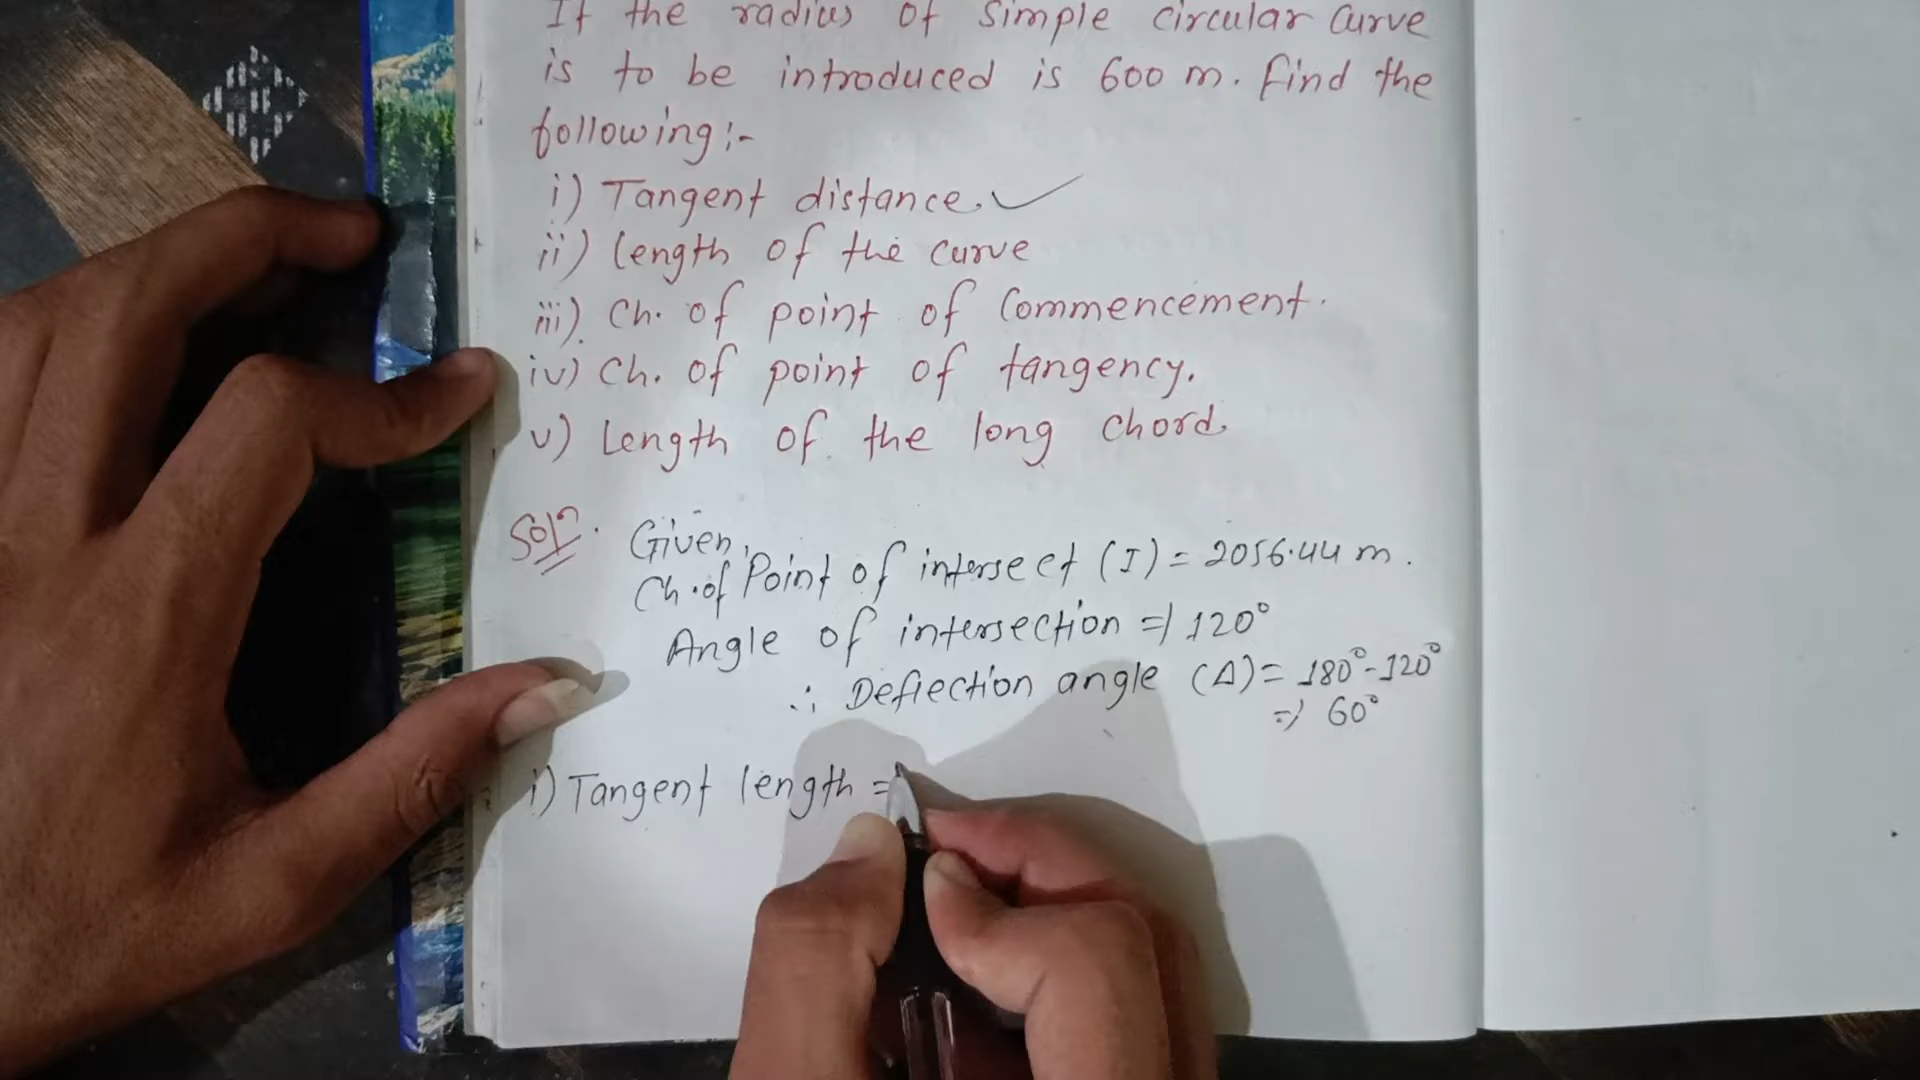 If the radius of simple circular curve
is to be introduced is 600 m. find the
following :-
i) Tangent distance.
ii) length of the curve
iii) Ch. of point of Commencement.
iv) Ch. of point of tangency.
v) Length of the long chord.
Solⁿ. Given,
Ch. of Point of intersect (I) = 2056.44 m.
Angle of intersection => 120°
∴ Deflection angle (Δ) = 180° - 120°
=> 60°
i) Tangent length =